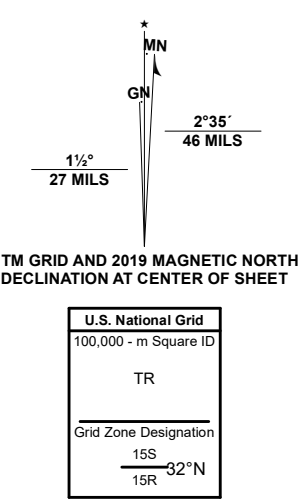 ★
MN
GN
2°35´
46 MILS
1½°
27 MILS
TM GRID AND 2019 MAGNETIC NORTH
DECLINATION AT CENTER OF SHEET
U.S. National Grid
100,000 - m Square ID
TR
Grid Zone Designation
15S
32°N
15R